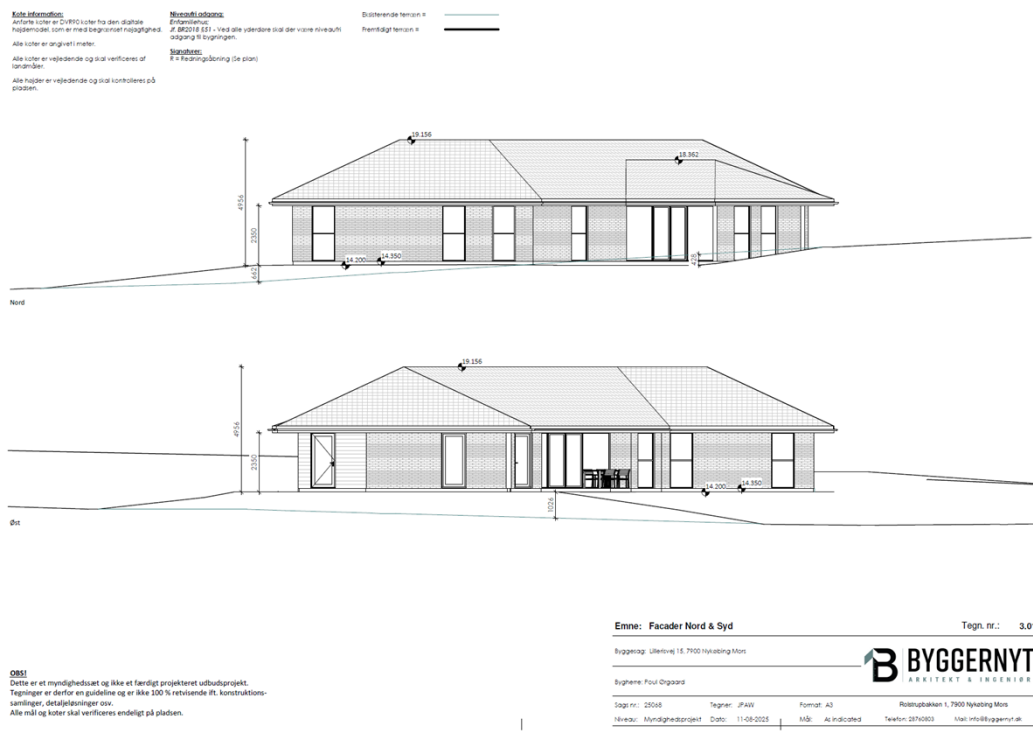 Kote information:
Anførte koter er DVR90 koter fra den digitale
højdemodel, som er med begrænset nøjagtighed.
Alle koter er angivet i meter.
Alle koter er vejledende og skal verificeres af
landmåler.
Alle højder er vejledende og skal kontrolleres på
pladsen.
Niveaufri adgang:
Enfamiliehus:
Jf. BR2018 §51 - Ved alle yderdøre skal der være niveaufri
adgang til bygningen.
Signaturer:
R = Redningsåbning (Se plan)
Eksisterende terræn =
Fremtidigt terræn =
19.156
18.362
4956
2350
14.200
14.350
662
428
Nord
19.156
4956
2350
14.200
14.350
1026
Øst
OBS!
Dette er et myndighedssæt og ikke et færdigt projekteret udbudsprojekt.
Tegninger er derfor en guideline og er ikke 100 % retvisende ift. konstruktions-
samlinger, detaljeløsninger osv.
Alle mål og koter skal verificeres endeligt på pladsen.
Emne: Facader Nord & Syd
Tegn. nr.: 3.0
Byggesag: Lillerisvej 15, 7900 Nykøbing Mors
Bygherre: Poul Ørgaard
BYGGERNYT
ARKITEKT & INGENIØR
Sags nr.: 25068 Tegner: JPAW Format: A3 Rolstrupbakken 1, 7900 Nykøbing Mors
Niveau: Myndighedsprojekt Dato: 11-08-2025 Mål: As indicated Telefon: 28760803 Mail: info@byggernyt.dk